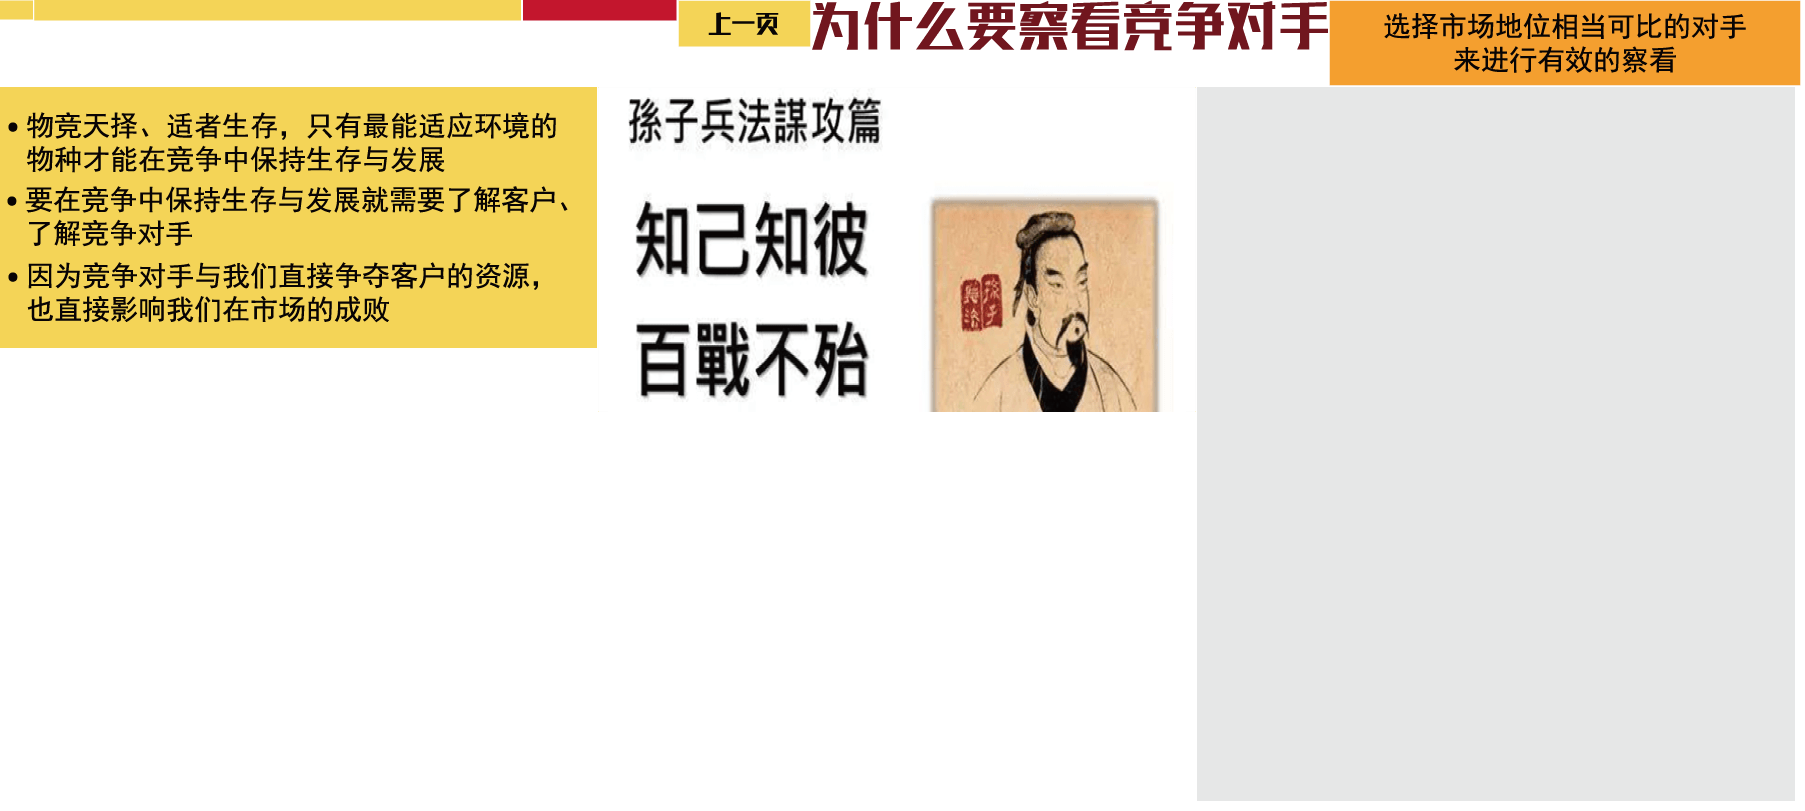 上一页
为什么要察看竞争对手
选择市场地位相当可比的对手
来进行有效的察看
• 物竞天择、适者生存，只有最能适应环境的
物种才能在竞争中保持生存与发展
• 要在竞争中保持生存与发展就需要了解客户、
了解竞争对手
• 因为竞争对手与我们直接争夺客户的资源，
也直接影响我们在市场的成败
孫子兵法謀攻篇
知己知彼
百戰不殆